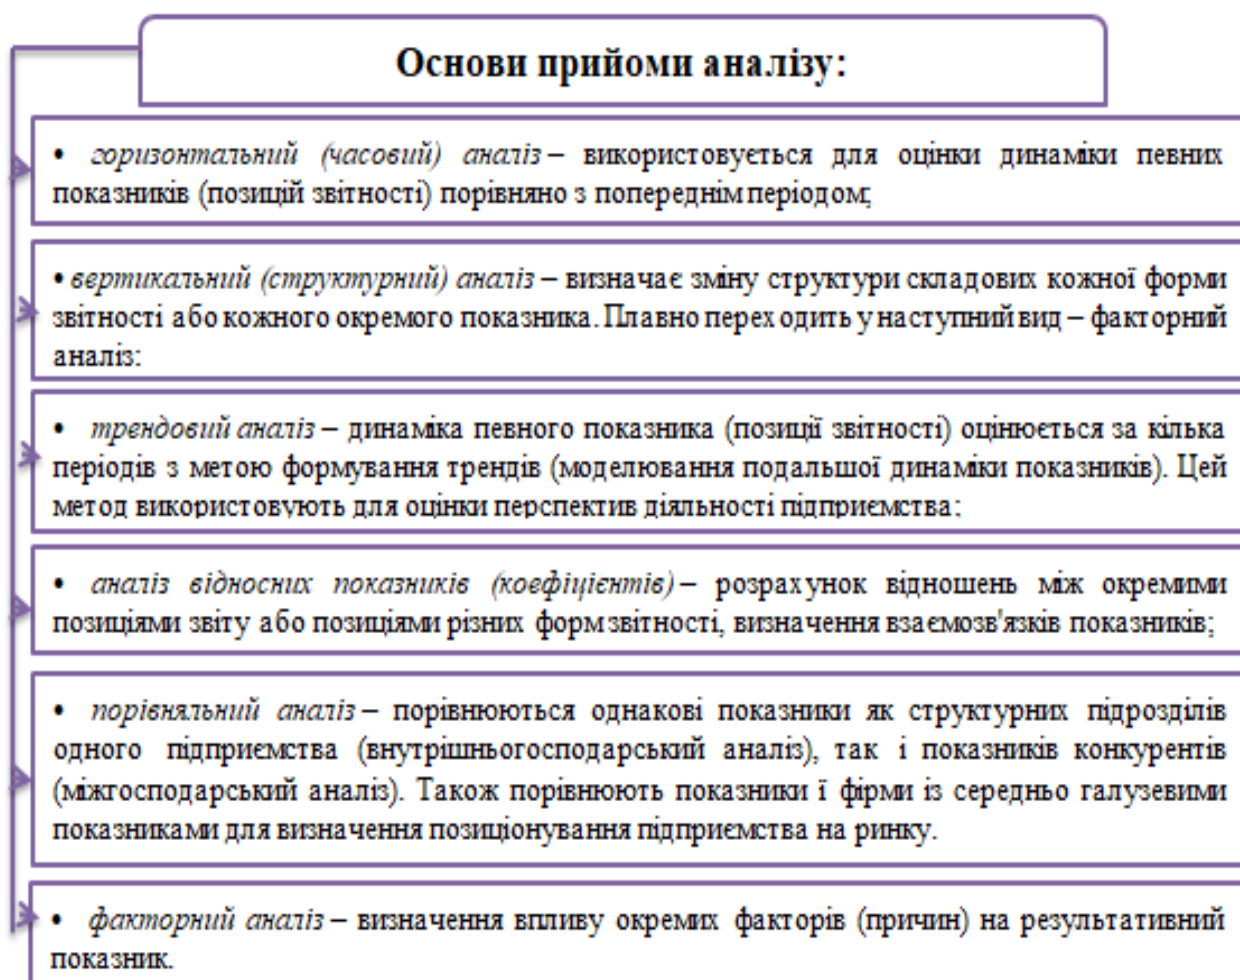 Основи прийоми аналізу:
• горизонтальний (часовий) аналіз – використовується для оцінки динаміки певних
показників (позицій звітності) порівняно з попереднім періодом;
• вертикальний (структурний) аналіз – визначає зміну структури складових кожної форми
звітності або кожного окремого показника. Плавно переходить у наступний вид – факторний
аналіз:
• трендовий аналіз – динаміка певного показника (позиції звітності) оцінюється за кілька
періодів з метою формування трендів (моделювання подальшої динаміки показників). Цей
метод використовують для оцінки перспектив діяльності підприємства;
• аналіз відносних показників (коефіцієнтів) – розрахунок відношень між окремими
позиціями звіту або позиціями різних форм звітності, визначення взаємозв'язків показників;
• порівняльний аналіз – порівнюються однакові показники як структурних підрозділів
одного підприємства (внутрішньогосподарський аналіз), так і показників конкурентів
(міжгосподарський аналіз). Також порівнюють показники ї фірми із середньо галузевими
показниками для визначення позиціонування підприємства на ринку.
• факторний аналіз – визначення впливу окремих факторів (причин) на результативний
показник.